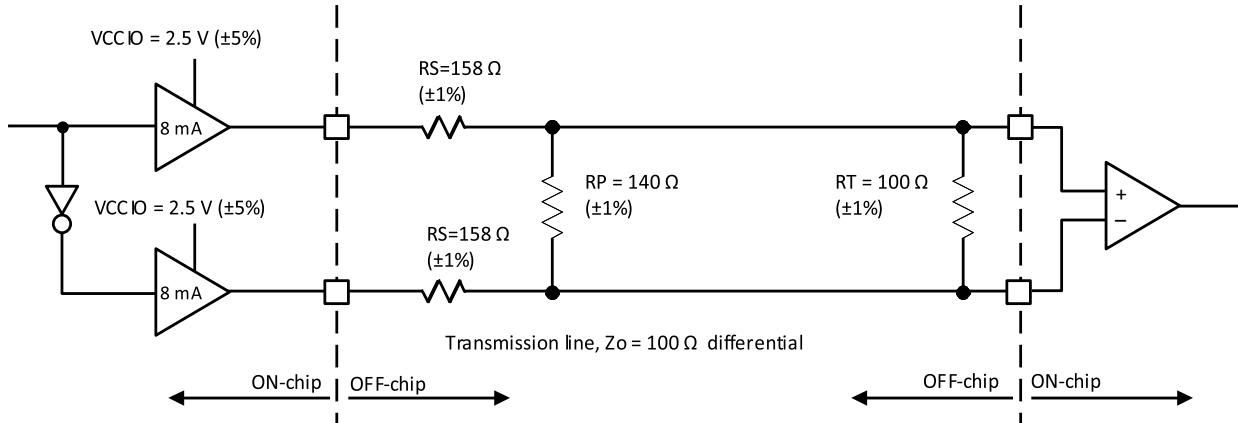 VCCIO = 2.5 V (±5%)
8 mA
RS=158 Ω
(±1%)
RP = 140 Ω
(±1%)
RT = 100 Ω
(±1%)
+
–
VCCIO = 2.5 V (±5%)
8 mA
RS=158 Ω
(±1%)
Transmission line, Zo = 100 Ω differential
ON-chip
OFF-chip
OFF-chip
ON-chip